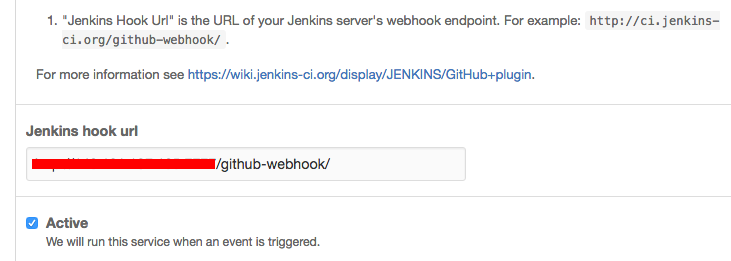 1. "Jenkins Hook Url" is the URL of your Jenkins server's webhook endpoint. For example: http://ci.jenkins-
ci.org/github-webhook/ .
For more information see https://wiki.jenkins-ci.org/display/JENKINS/GitHub+plugin.
Jenkins hook url
/github-webhook/
Active
We will run this service when an event is triggered.